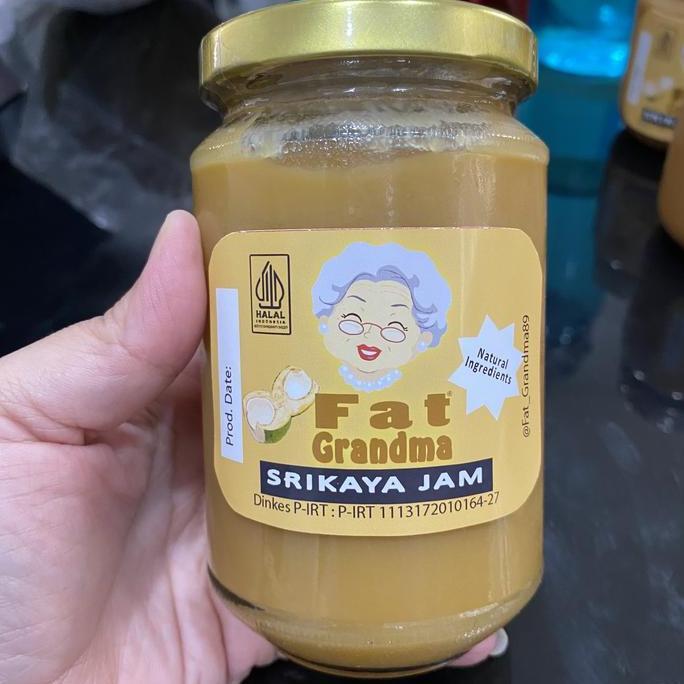 HALAL
INDONESIA
Prod. Date:
Natural
Ingredients
@Fat_Grandma89
Fat
Grandma
SRIKAYA JAM
Dinkes P-IRT : P-IRT 1113172010164-27